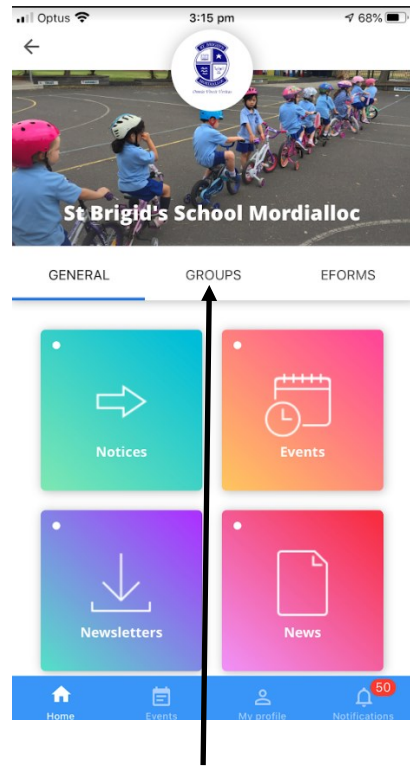 Optus 3:15 pm 68%
St Brigid's School Mordialloc
GENERAL GROUPS EFORMS
Notices Events
Newsletters News
50
Home Events My profile Notifications